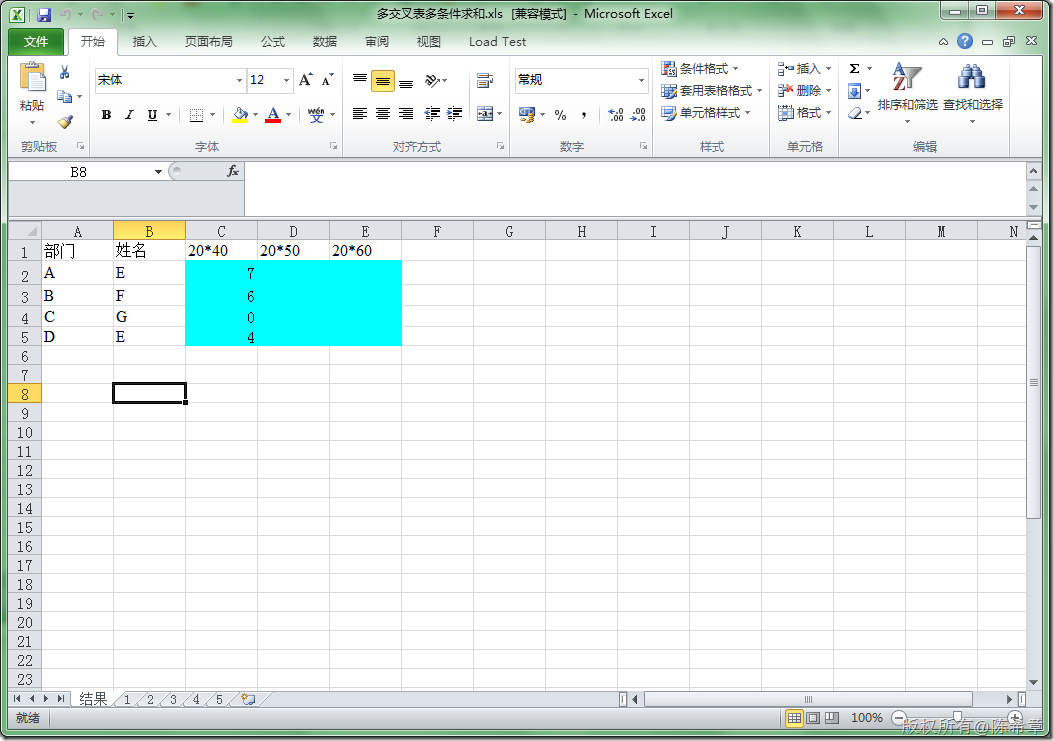 多交叉表多条件求和.xls [兼容模式] - Microsoft Excel
文件 开始 插入 页面布局 公式 数据 审阅 视图 Load Test
宋体 12 常规 条件格式 插入 Σ
粘贴 套用表格格式 删除 排序和筛选 查找和选择
B I U A wén 文 % , 单元格样式 格式
剪贴板 字体 对齐方式 数字 样式 单元格 编辑
B8 fx
A B C D E F G H I J K L M N
1 部门 姓名 20*40 20*50 20*60
2 A E 7
3 B F 6
4 C G 0
5 D E 4
6
7
8
9
10
11
12
13
14
15
16
17
18
19
20
21
22
23
结果 1 2 3 4 5
就绪 100%
版权所有@陈希章